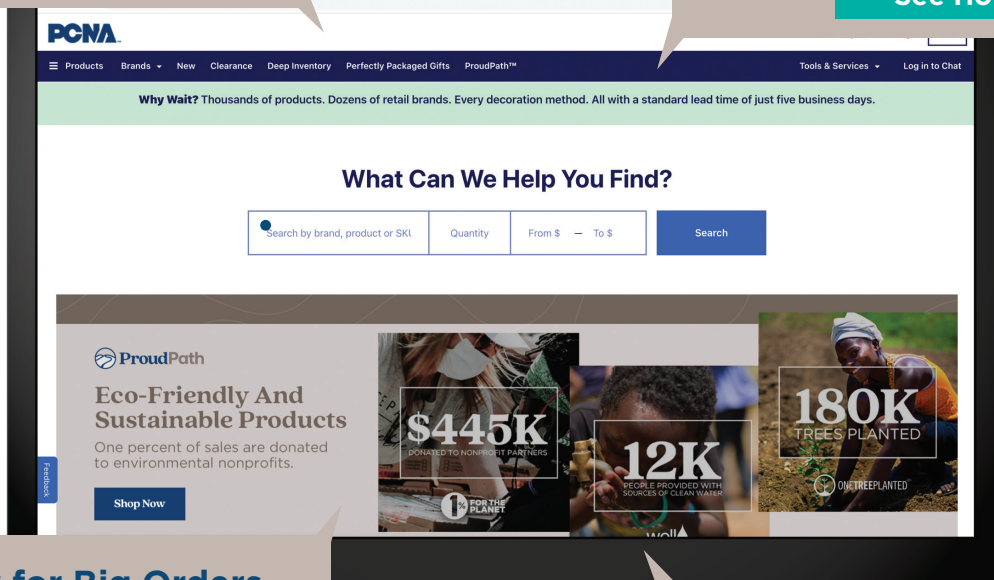 See
PCNA
Products Brands New Clearance Deep Inventory Perfectly Packaged Gifts ProudPath™ Tools & Services Log in to Chat
Why Wait? Thousands of products. Dozens of retail brands. Every decoration method. All with a standard lead time of just five business days.
What Can We Help You Find?
Search by brand, product or SKU Quantity From $ — To $ Search
ProudPath
Eco-Friendly And
Sustainable Products
One percent of sales are donated
to environmental nonprofits.
Shop Now
Feedback
$445K
DONATED TO NONPROFIT PARTNERS
1% FOR THE
PLANET
12K
PEOPLE PROVIDED WITH
SOURCES OF CLEAN WATER
well
180K
TREES PLANTED
ONETREEPLANTED
for Big Orders